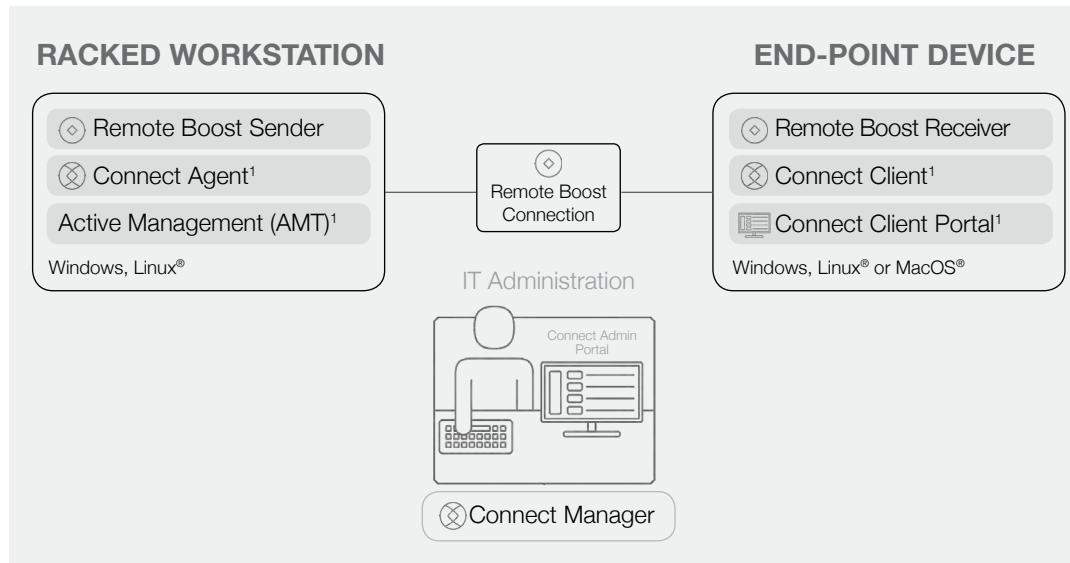 RACKED WORKSTATION
Remote Boost Sender
Connect Agent¹
Active Management (AMT)¹
Windows, Linux®
Remote Boost
Connection
END-POINT DEVICE
Remote Boost Receiver
Connect Client¹
Connect Client Portal¹
Windows, Linux® or MacOS®
IT Administration
Connect Admin
Portal
Connect Manager